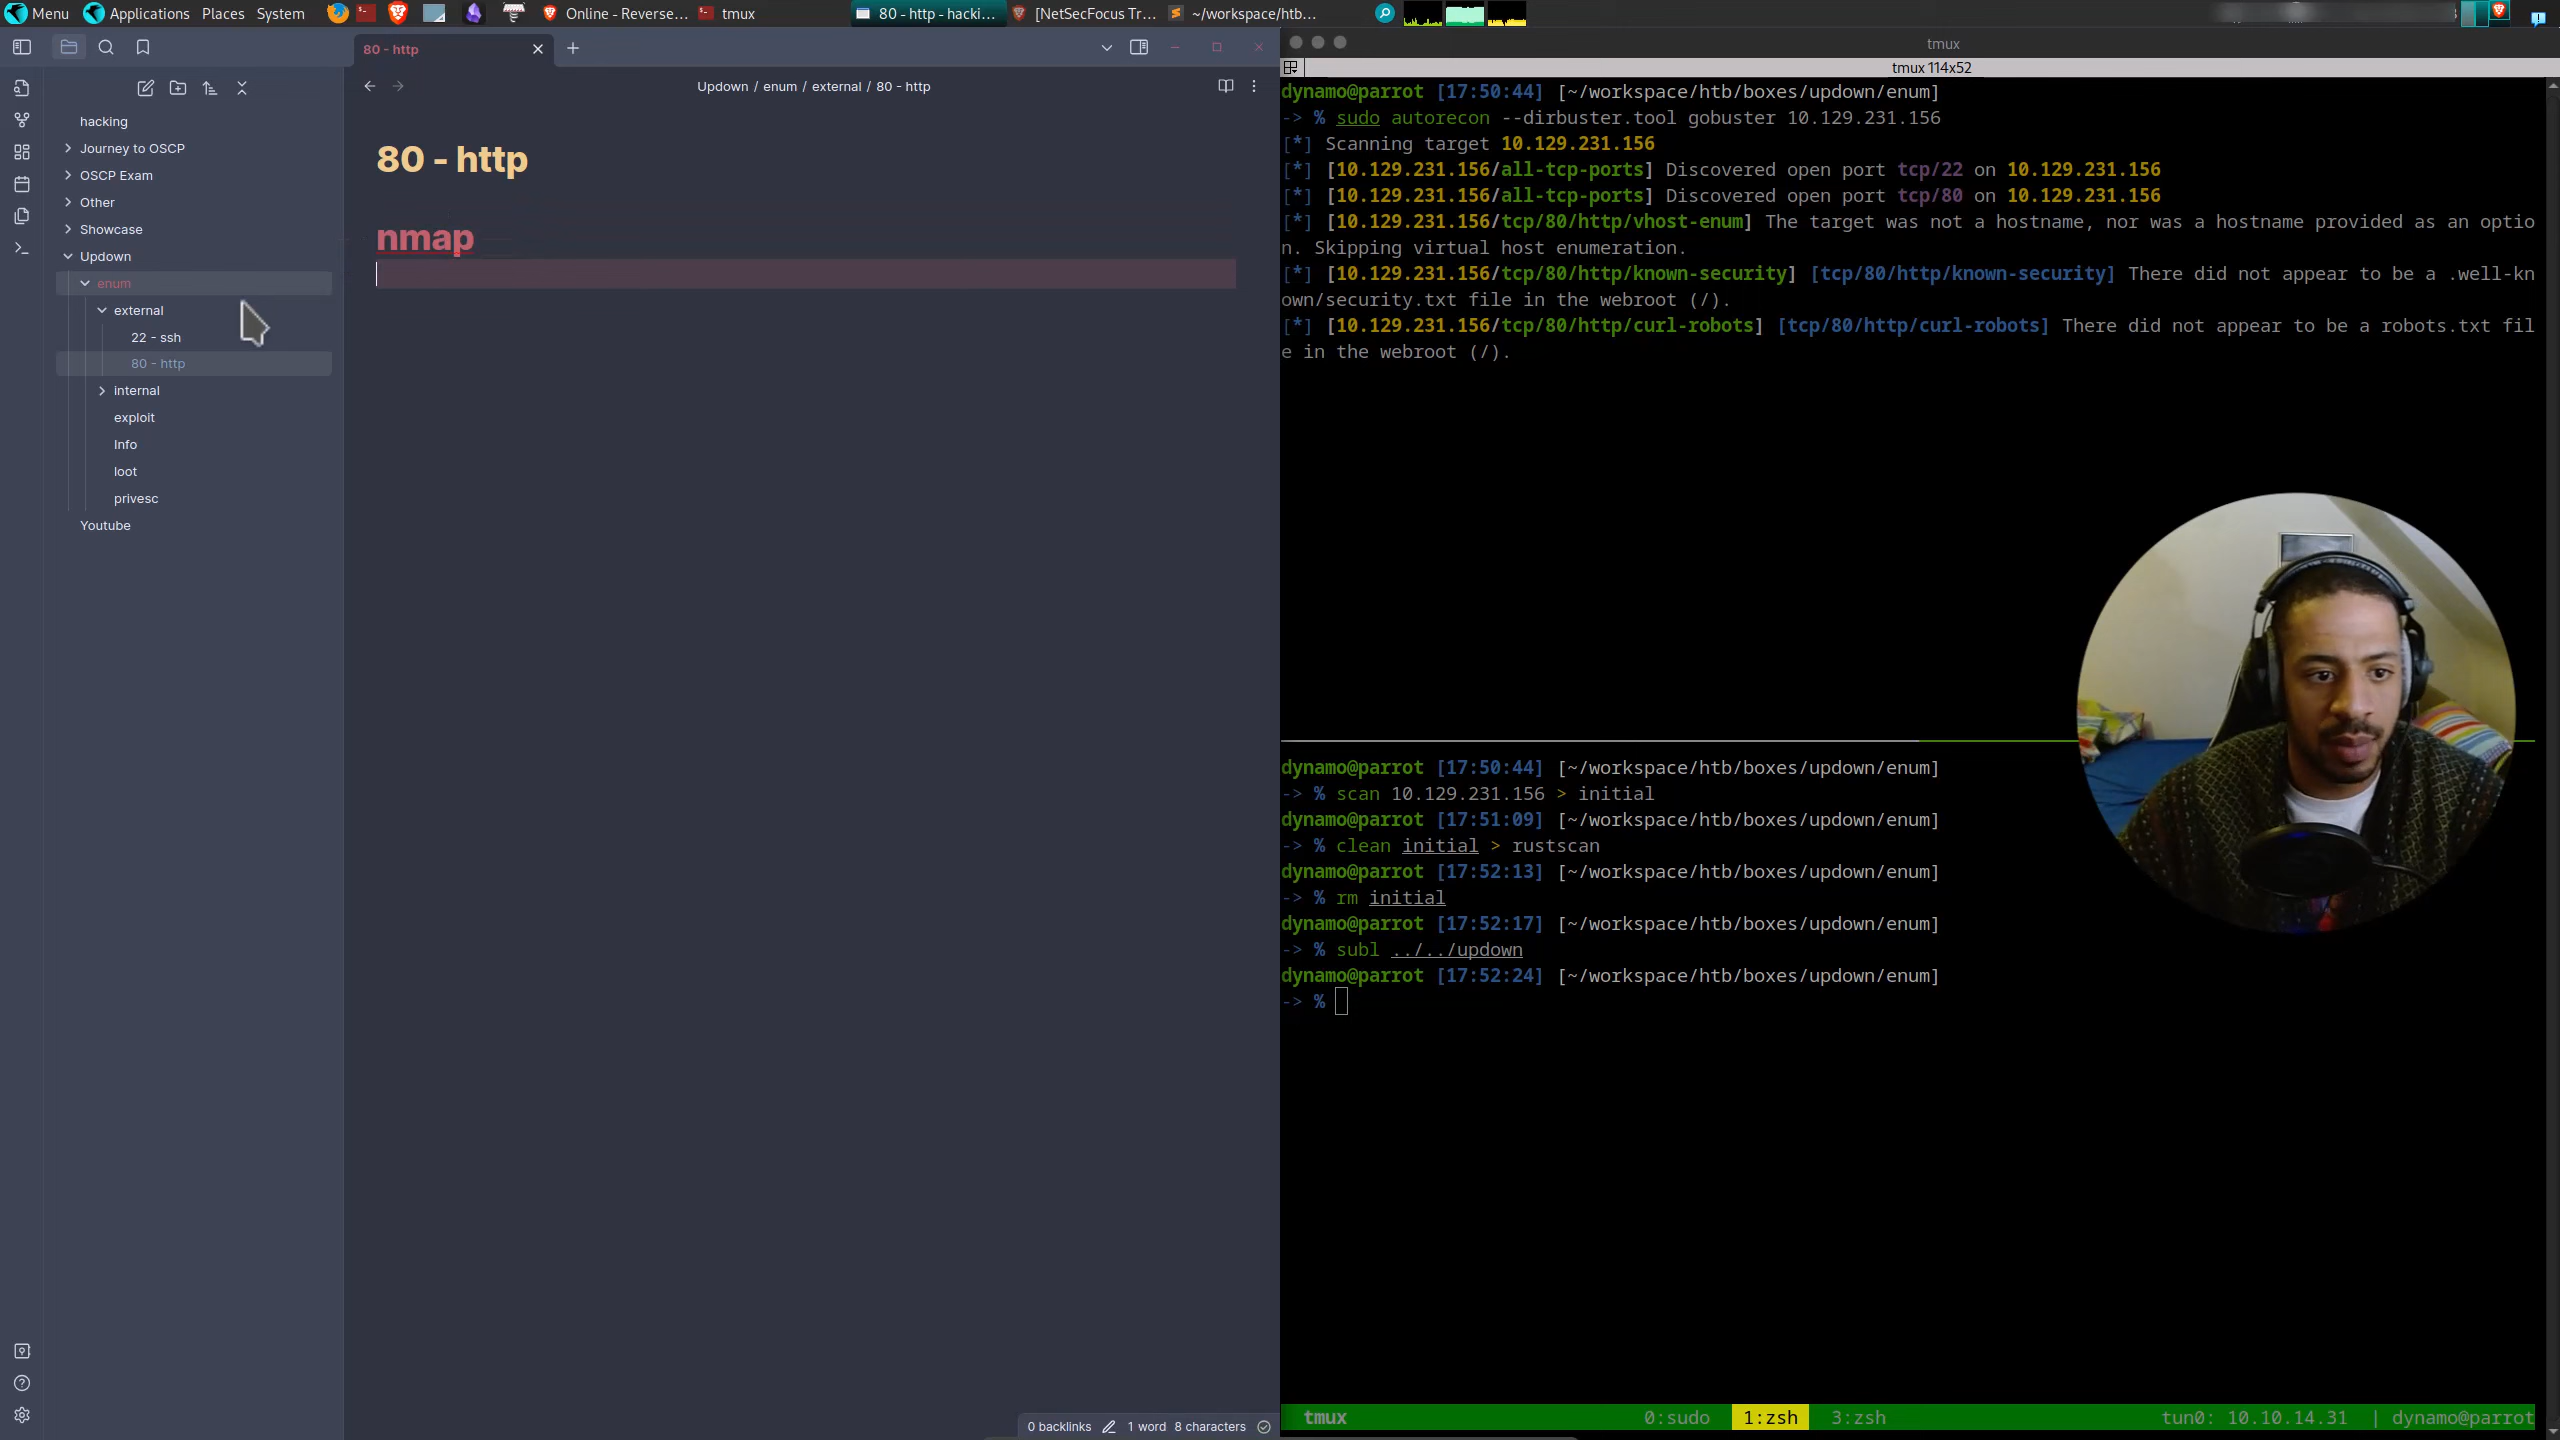 Menu Applications Places System Online - Reverse... tmux 80 - http - hacki... [NetSecFocus Tr... ~/workspace/htb...
80 - http
Updown / enum / external / 80 - http
hacking
Journey to OSCP
OSCP Exam
Other
Showcase
Updown
enum
external
22 - ssh
80 - http
internal
exploit
Info
loot
privesc
Youtube
80 - http
nmap
0 backlinks 1 word 8 characters
tmux
tmux 114x52
dynamo@parrot [17:50:44] [~/workspace/htb/boxes/updown/enum]
-> % sudo autorecon --dirbuster.tool gobuster 10.129.231.156
[*] Scanning target 10.129.231.156
[*] [10.129.231.156/all-tcp-ports] Discovered open port tcp/22 on 10.129.231.156
[*] [10.129.231.156/all-tcp-ports] Discovered open port tcp/80 on 10.129.231.156
[*] [10.129.231.156/tcp/80/http/vhost-enum] The target was not a hostname, nor was a hostname provided as an optio
n. Skipping virtual host enumeration.
[*] [10.129.231.156/tcp/80/http/known-security] [tcp/80/http/known-security] There did not appear to be a .well-kn
own/security.txt file in the webroot (/).
[*] [10.129.231.156/tcp/80/http/curl-robots] [tcp/80/http/curl-robots] There did not appear to be a robots.txt fil
e in the webroot (/).
dynamo@parrot [17:50:44] [~/workspace/htb/boxes/updown/enum]
-> % scan 10.129.231.156 > initial
dynamo@parrot [17:51:09] [~/workspace/htb/boxes/updown/enum]
-> % clean initial > rustscan
dynamo@parrot [17:52:13] [~/workspace/htb/boxes/updown/enum]
-> % rm initial
dynamo@parrot [17:52:17] [~/workspace/htb/boxes/updown/enum]
-> % subl ../../updown
dynamo@parrot [17:52:24] [~/workspace/htb/boxes/updown/enum]
-> %
tmux 0:sudo 1:zsh 3:zsh tun0: 10.10.14.31 | dynamo@parrot